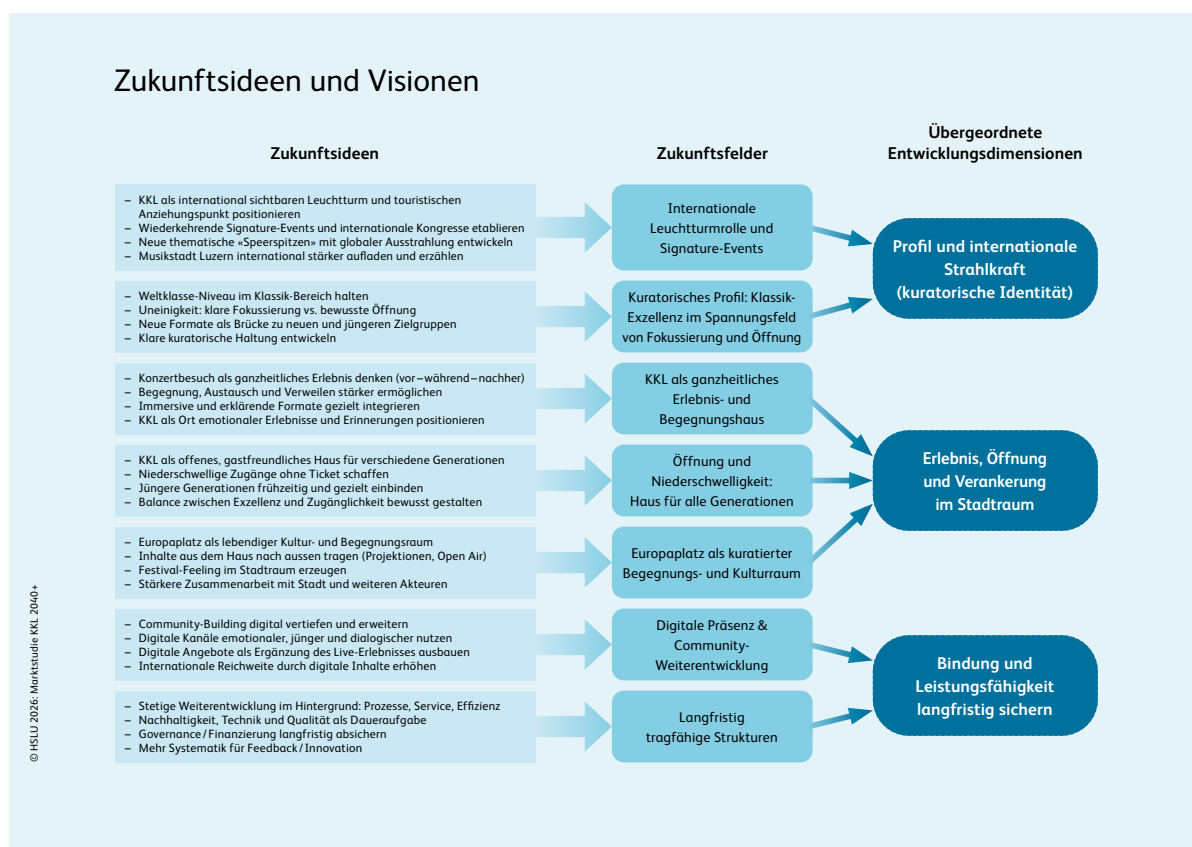 Zukunftsideen und Visionen
Zukunftsideen
Zukunftsfelder
Übergeordnete
Entwicklungsdimensionen
– KKL als international sichtbaren Leuchtturm und touristischen
Anziehungspunkt positionieren
– Wiederkehrende Signature-Events und internationale Kongresse etablieren
– Neue thematische «Speerspitzen» mit globaler Ausstrahlung entwickeln
– Musikstadt Luzern international stärker aufladen und erzählen
Internationale
Leuchtturmrolle und
Signature-Events
– Weltklasse-Niveau im Klassik-Bereich halten
– Uneinigkeit: klare Fokussierung vs. bewusste Öffnung
– Neue Formate als Brücke zu neuen und jüngeren Zielgruppen
– Klare kuratorische Haltung entwickeln
Kuratorisches Profil: Klassik-
Exzellenz im Spannungsfeld
von Fokussierung und Öffnung
Profil und internationale
Strahlkraft
(kuratorische Identität)
– Konzertbesuch als ganzheitliches Erlebnis denken (vor–während–nachher)
– Begegnung, Austausch und Verweilen stärker ermöglichen
– Immersive und erklärende Formate gezielt integrieren
– KKL als Ort emotionaler Erlebnisse und Erinnerungen positionieren
KKL als ganzheitliches
Erlebnis- und
Begegnungshaus
– KKL als offenes, gastfreundliches Haus für verschiedene Generationen
– Niederschwellige Zugänge ohne Ticket schaffen
– Jüngere Generationen frühzeitig und gezielt einbinden
– Balance zwischen Exzellenz und Zugänglichkeit bewusst gestalten
Öffnung und
Niederschwelligkeit:
Haus für alle Generationen
– Europaplatz als lebendiger Kultur- und Begegnungsraum
– Inhalte aus dem Haus nach aussen tragen (Projektionen, Open Air)
– Festival-Feeling im Stadtraum erzeugen
– Stärkere Zusammenarbeit mit Stadt und weiteren Akteuren
Europaplatz als kuratierter
Begegnungs- und Kulturraum
Erlebnis, Öffnung
und Verankerung
im Stadtraum
– Community-Building digital vertiefen und erweitern
– Digitale Kanäle emotionaler, jünger und dialogischer nutzen
– Digitale Angebote als Ergänzung des Live-Erlebnisses ausbauen
– Internationale Reichweite durch digitale Inhalte erhöhen
Digitale Präsenz &
Community-
Weiterentwicklung
– Stetige Weiterentwicklung im Hintergrund: Prozesse, Service, Effizienz
– Nachhaltigkeit, Technik und Qualität als Daueraufgabe
– Governance/Finanzierung langfristig absichern
– Mehr Systematik für Feedback/Innovation
Langfristig
tragfähige Strukturen
Bindung und
Leistungsfähigkeit
langfristig sichern
© HSLU 2026: Marktstudie KKL 2040+